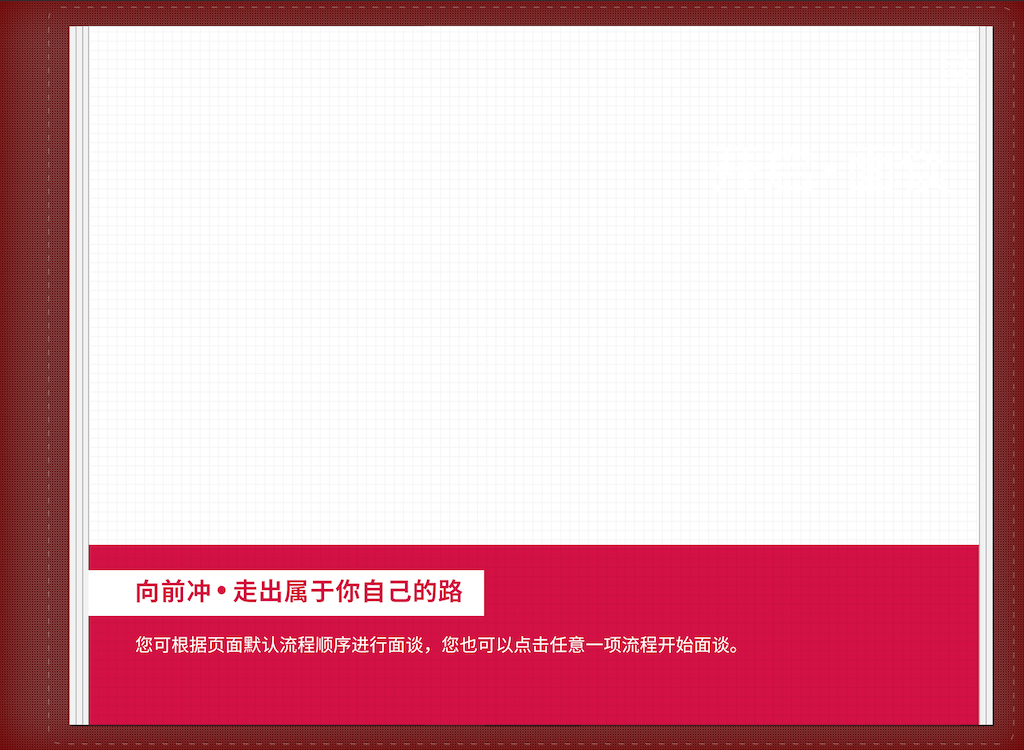 向前冲•走出属于你自己的路
您可根据页面默认流程顺序进行面谈，您也可以点击任意一项流程开始面谈。